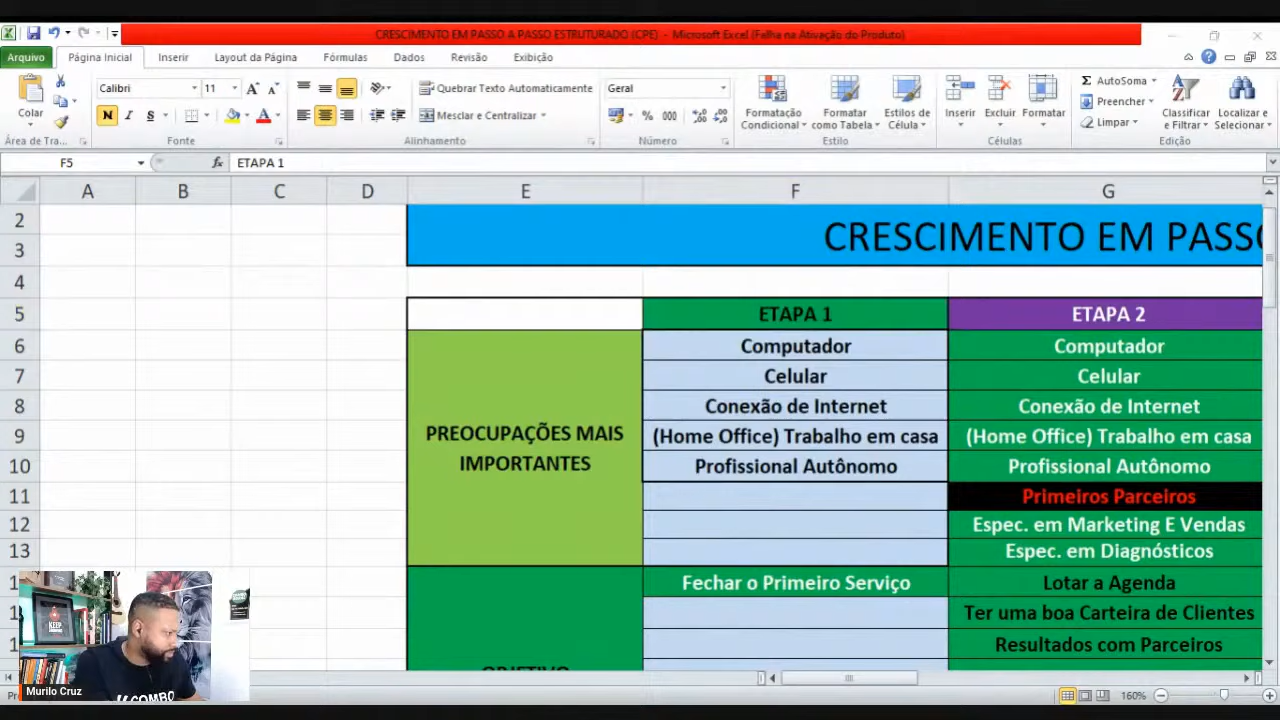 CRESCIMENTO EM PASSO A PASSO ESTRUTURADO (CPE) - Microsoft Excel (Falha na Ativação do Produto)
Arquivo Página Inicial Inserir Layout da Página Fórmulas Dados Revisão Exibição
Calibri 11 Quebrar Texto Automaticamente Geral AutoSoma
Colar Preencher
N I S Mesclar e Centralizar % 000 Limpar
Formatação Condicional Formatar como Tabela Estilos de Célula Inserir Excluir Formatar Classificar e Filtrar Localizar e Selecionar
Área de Tra... Fonte Alinhamento Número Estilo Células Edição
F5 fx ETAPA 1
A B C D E F G
2
3 CRESCIMENTO EM PASSO
4
5 ETAPA 1 ETAPA 2
6 Computador Computador
7 Celular Celular
8 Conexão de Internet Conexão de Internet
9 (Home Office) Trabalho em casa (Home Office) Trabalho em casa
PREOCUPAÇÕES MAIS IMPORTANTES
10 Profissional Autônomo Profissional Autônomo
11 Primeiros Parceiros
12 Espec. em Marketing E Vendas
13 Espec. em Diagnósticos
Fechar o Primeiro Serviço Lotar a Agenda
Ter uma boa Carteira de Clientes
Resultados com Parceiros
OBJETIVO
KEEP
Murilo Cruz
160%